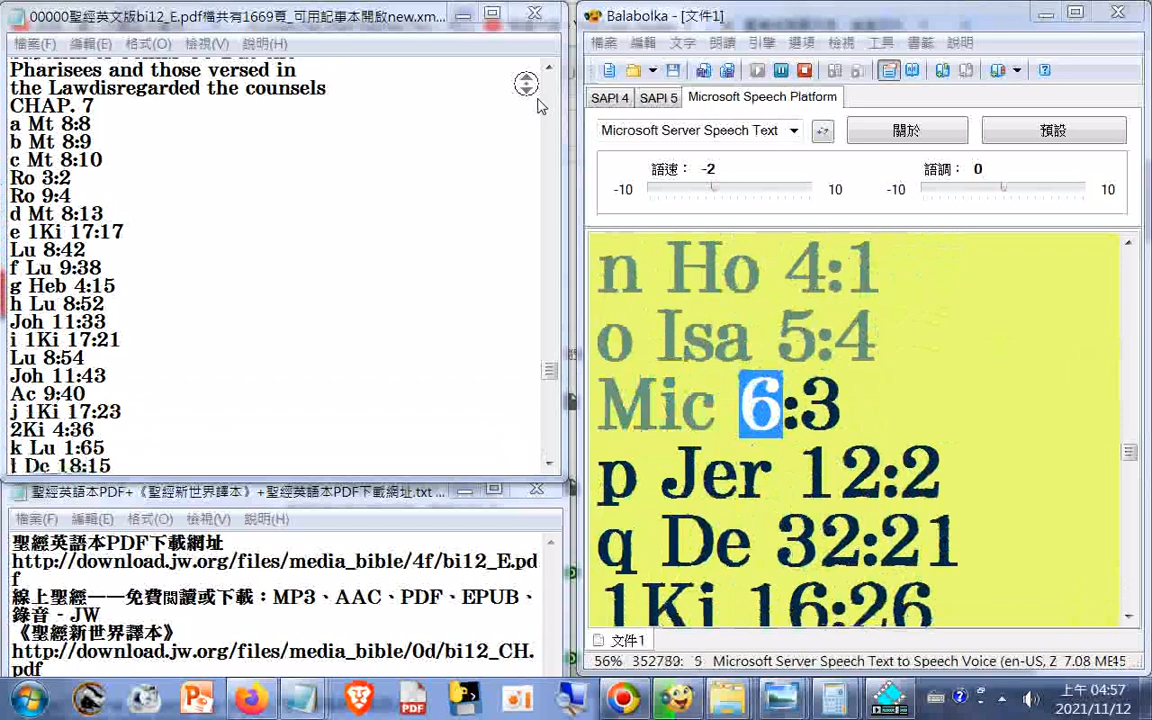 00000聖經英文版bi12_E.pdf檔共有1669頁_可用記事本開啟new.xm...
檔案(F) 編輯(E) 格式(O) 檢視(V) 說明(H)
Pharisees and those versed in
the Lawdisregarded the counsels
CHAP. 7
a Mt 8:8
b Mt 8:9
c Mt 8:10
Ro 3:2
Ro 9:4
d Mt 8:13
e 1Ki 17:17
Lu 8:42
f Lu 9:38
g Heb 4:15
h Lu 8:52
Joh 11:33
i 1Ki 17:21
Lu 8:54
Joh 11:43
Ac 9:40
j 1Ki 17:23
2Ki 4:36
k Lu 1:65
l De 18:15
聖經英語本PDF+《聖經新世界譯本》+聖經英語本PDF下載網址.txt ...
檔案(F) 編輯(E) 格式(O) 檢視(V) 說明(H)
聖經英語本PDF下載網址
http://download.jw.org/files/media_bible/4f/bi12_E.pd
f
線上聖經──免費閱讀或下載：MP3、AAC、PDF、EPUB、
錄音 - JW
《聖經新世界譯本》
http://download.jw.org/files/media_bible/0d/bi12_CH.
pdf
Balabolka - [文件1]
檔案 編輯 文字 朗讀 引擎 選項 檢視 工具 書籤 說明
SAPI 4 SAPI 5 Microsoft Speech Platform
Microsoft Server Speech Text 關於 預設
語速： -2 語調： 0
-10 10 -10 10
n Ho 4:1
o Isa 5:4
Mic 6:3
p Jer 12:2
q De 32:21
1Ki 16:26
文件1
56% 352789: 5 Microsoft Server Speech Text to Speech Voice (en-US, Z 7.08 ME45
上午 04:57
2021/11/12